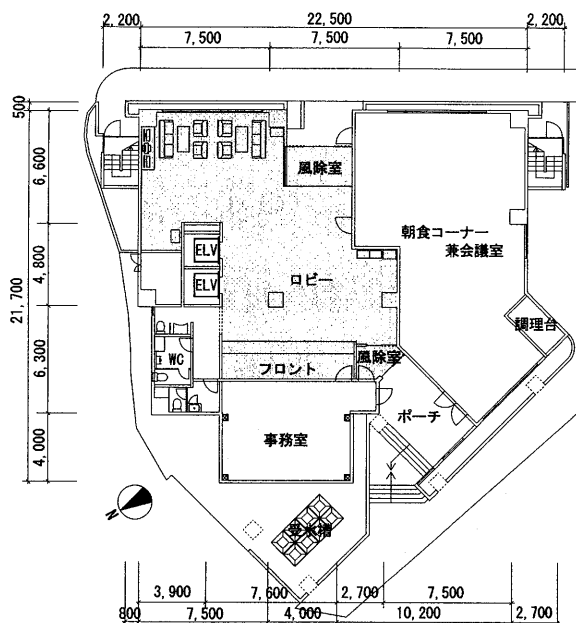 22,500
2,200
2,200
7,500
7,500
7,500
500
6,600
4,800
21,700
6,300
4,000
風除室
朝食コーナー
兼会議室
ELV
ELV
ロビー
調理台
WC
フロント
風除室
ポーチ
事務室
N
受水槽
3,900
7,600
2,700
7,500
800
7,500
4,000
10,200
2,700